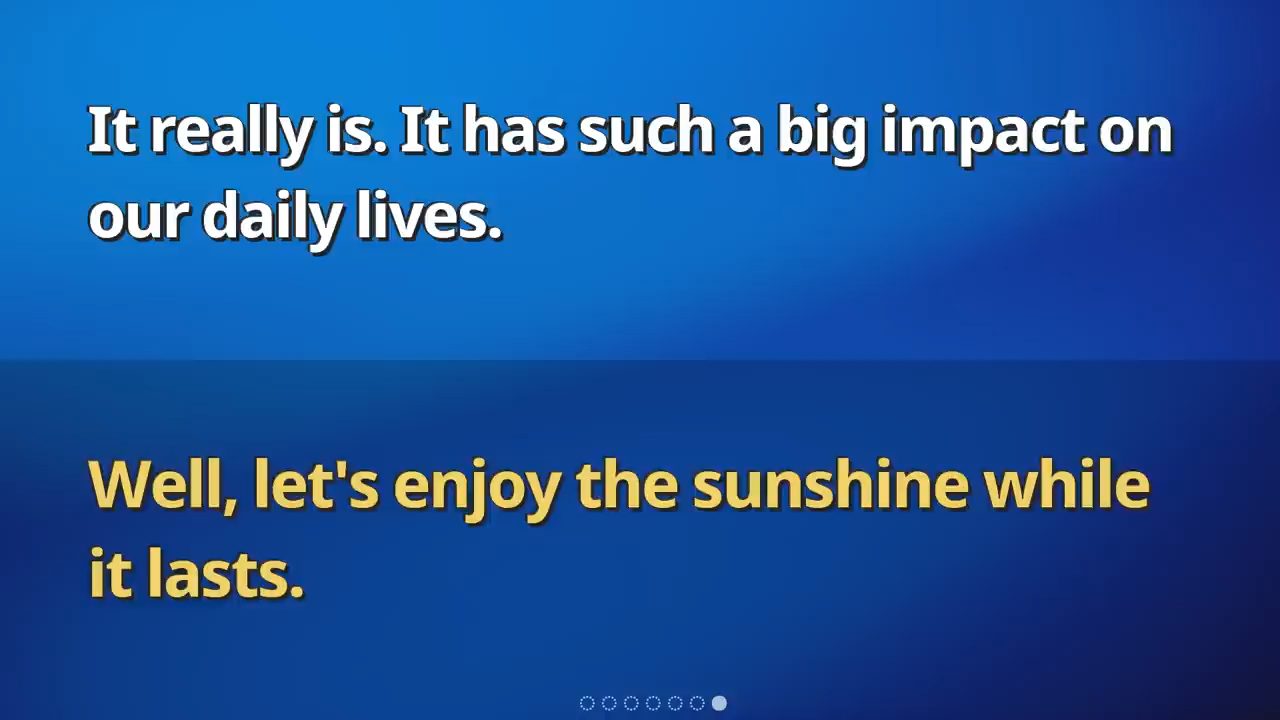 It really is. It has such a big impact on
our daily lives.
Well, let's enjoy the sunshine while
it lasts.